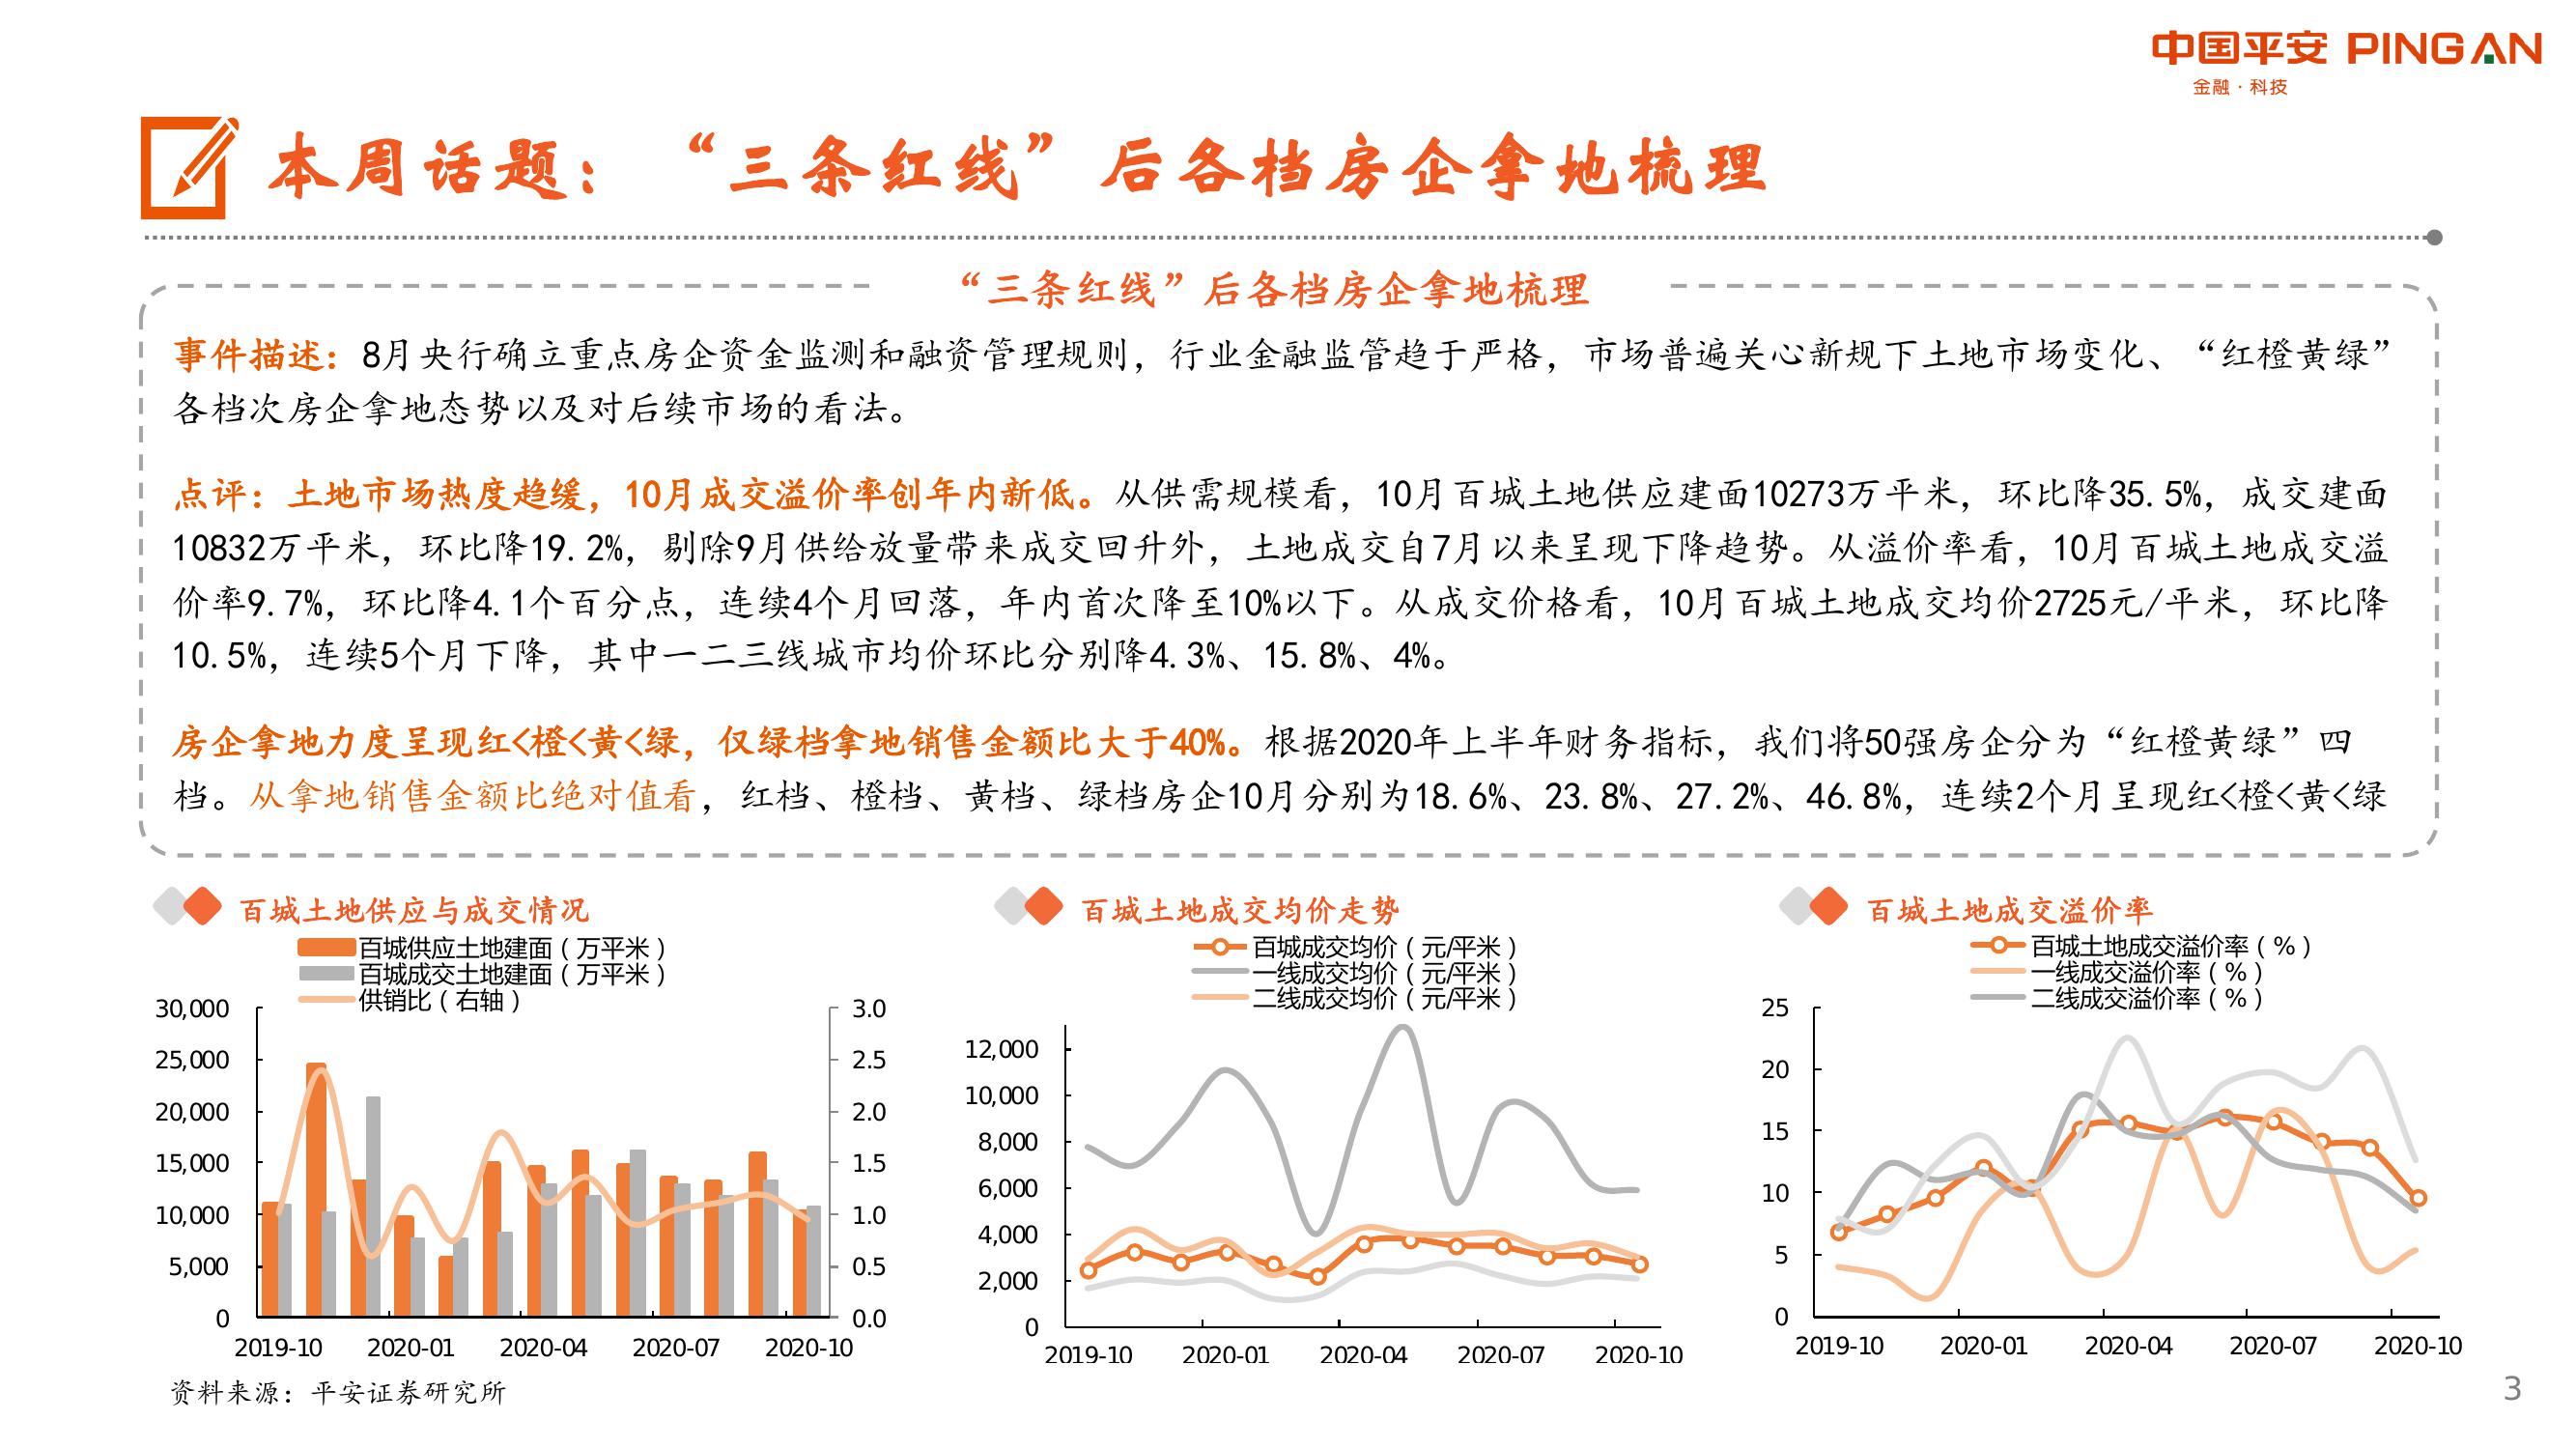 中国平安 PINGAN
金融·科技
本周话题：“三条红线”后各档房企拿地梳理
“三条红线”后各档房企拿地梳理
事件描述：8月央行确立重点房企资金监测和融资管理规则，行业金融监管趋于严格，市场普遍关心新规下土地市场变化、“红橙黄绿”
各档次房企拿地态势以及对后续市场的看法。
点评：土地市场热度趋缓，10月成交溢价率创年内新低。从供需规模看，10月百城土地供应建面10273万平米，环比降35.5%，成交建面
10832万平米，环比降19.2%，剔除9月供给放量带来成交回升外，土地成交自7月以来呈现下降趋势。从溢价率看，10月百城土地成交溢
价率9.7%，环比降4.1个百分点，连续4个月回落，年内首次降至10%以下。从成交价格看，10月百城土地成交均价2725元/平米，环比降
10.5%，连续5个月下降，其中一二三线城市均价环比分别降4.3%、15.8%、4%。
房企拿地力度呈现红<橙<黄<绿，仅绿档拿地销售金额比大于40%。根据2020年上半年财务指标，我们将50强房企分为“红橙黄绿”四
档。从拿地销售金额比绝对值看，红档、橙档、黄档、绿档房企10月分别为18.6%、23.8%、27.2%、46.8%，连续2个月呈现红<橙<黄<绿
百城土地供应与成交情况
百城供应土地建面（万平米）
百城成交土地建面（万平米）
供销比（右轴）
30,000
25,000
20,000
15,000
10,000
5,000
0
3.0
2.5
2.0
1.5
1.0
0.5
0.0
2019-10 2020-01 2020-04 2020-07 2020-10
百城土地成交均价走势
百城成交均价（元/平米）
一线成交均价（元/平米）
二线成交均价（元/平米）
12,000
10,000
8,000
6,000
4,000
2,000
0
2019-10 2020-01 2020-04 2020-07 2020-10
百城土地成交溢价率
百城土地成交溢价率（%）
一线成交溢价率（%）
二线成交溢价率（%）
25
20
15
10
5
0
2019-10 2020-01 2020-04 2020-07 2020-10
资料来源：平安证券研究所
3